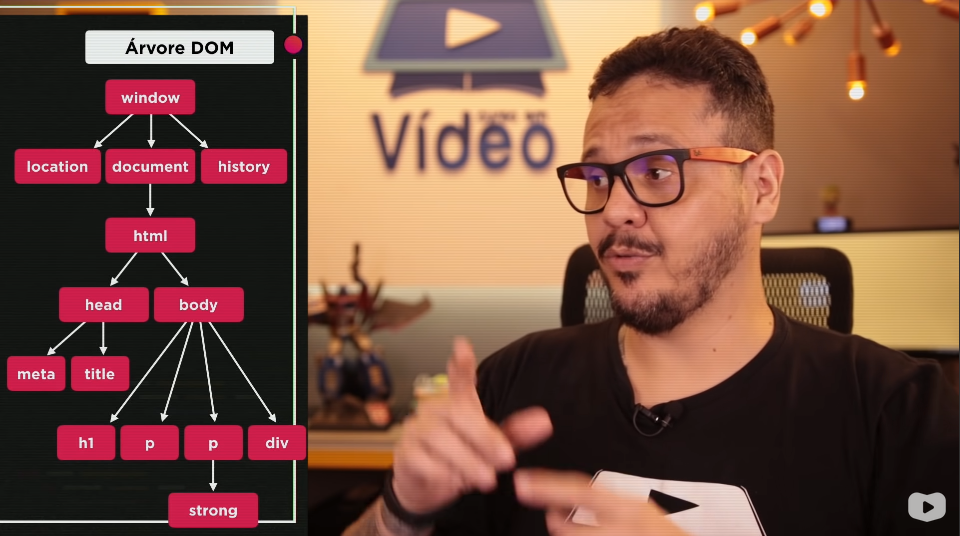 Árvore DOM
window
location document history
html
head body
meta title
h1 p p div
strong
Vídeo